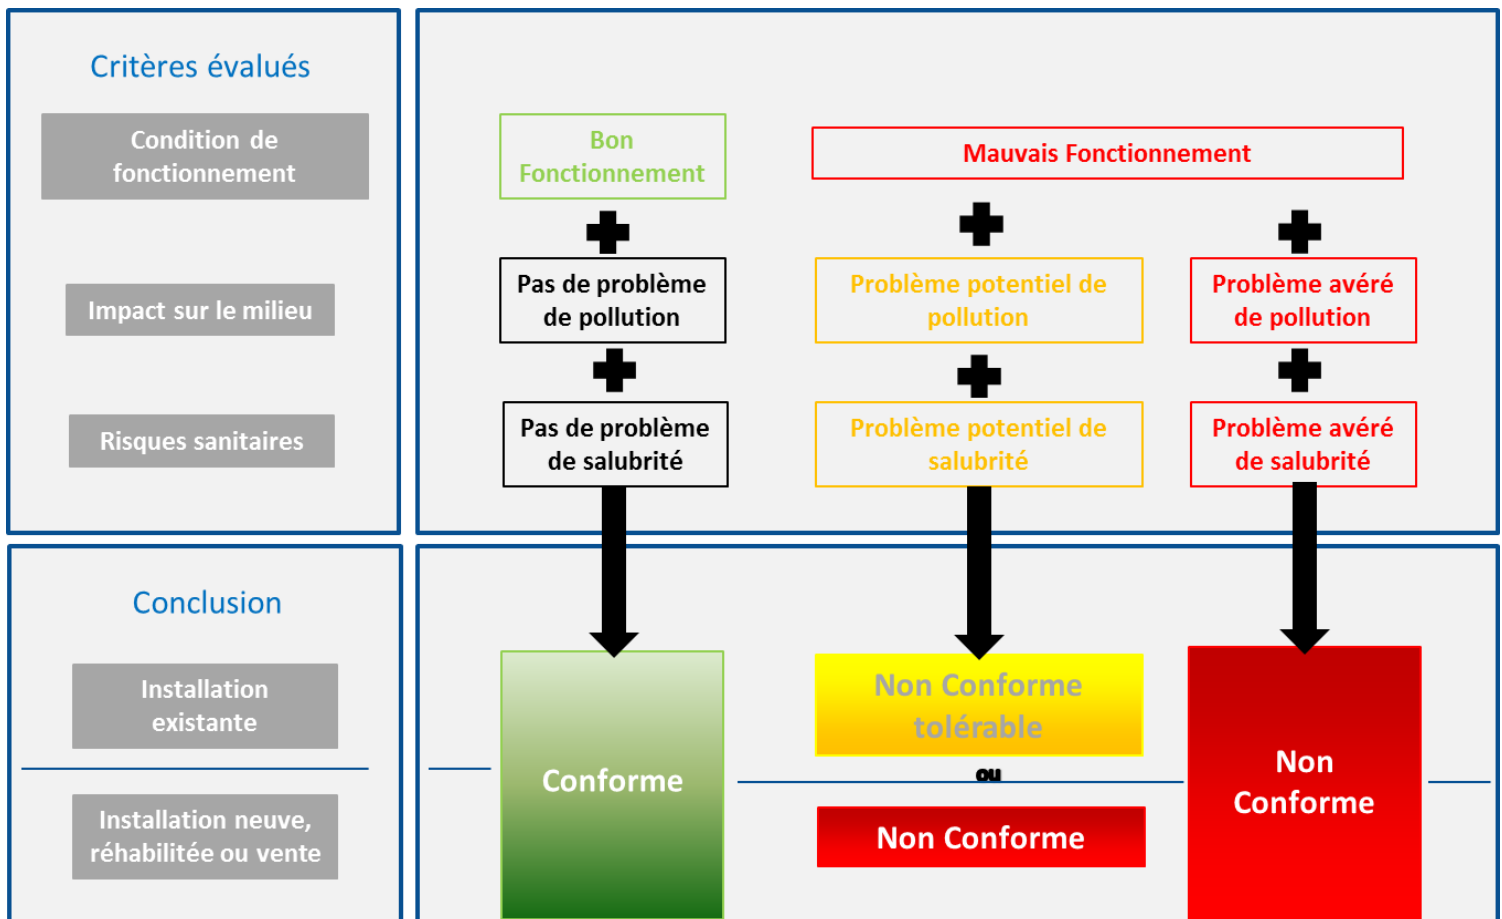 Critères évalués
Condition de
fonctionnement
Bon
Fonctionnement
Mauvais Fonctionnement
Impact sur le milieu
Pas de problème
de pollution
Problème potentiel de
pollution
Problème avéré
de pollution
Risques sanitaires
Pas de problème
de salubrité
Problème potentiel de
salubrité
Problème avéré
de salubrité
Conclusion
Installation
existante
Installation neuve,
réhabilitée ou vente
Conforme
Non Conforme
tolérable
ou
Non Conforme
Non
Conforme